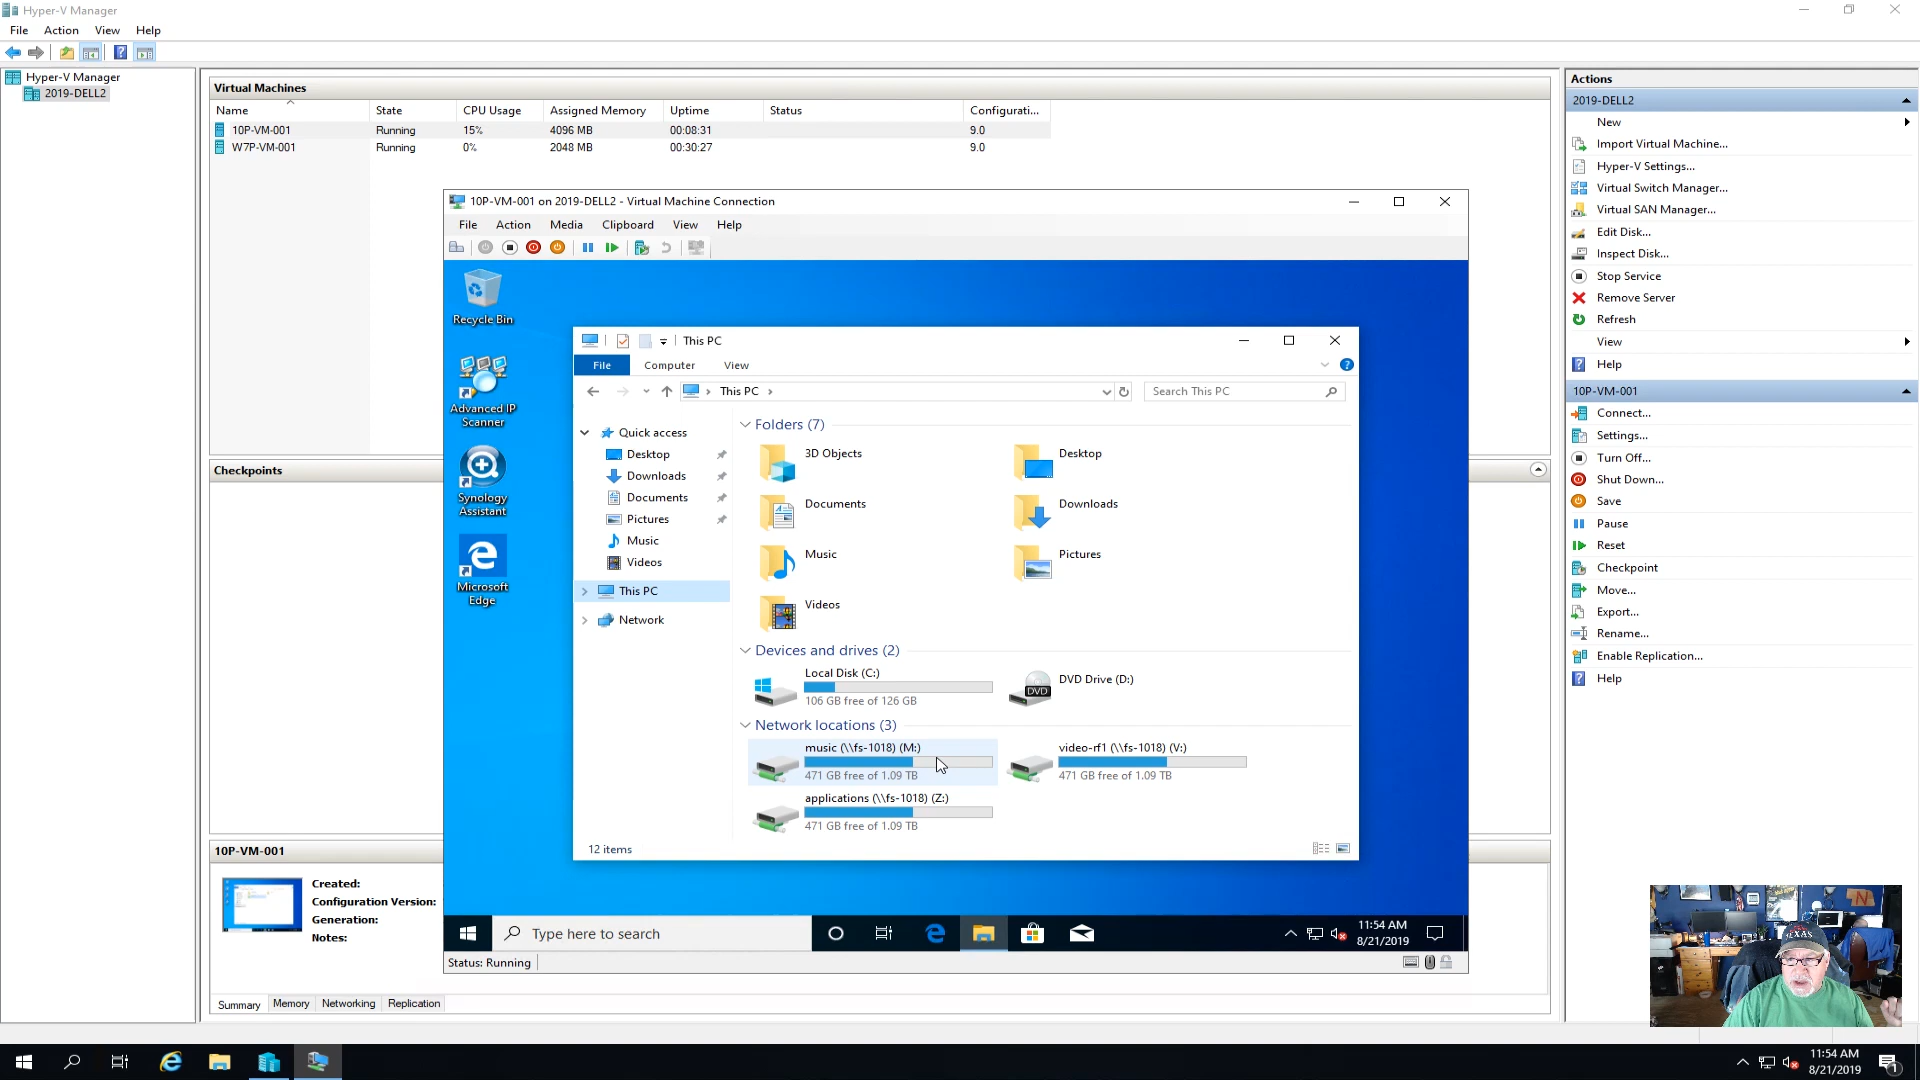 Hyper-V Manager
File Action View Help
Hyper-V Manager
2019-DELL2
Virtual Machines
Name State CPU Usage Assigned Memory Uptime Status Configurati...
10P-VM-001 Running 15% 4096 MB 00:08:31 9.0
W7P-VM-001 Running 0% 2048 MB 00:30:27 9.0
Checkpoints
10P-VM-001
Created:
Configuration Version:
Generation:
Notes:
Summary Memory Networking Replication
10P-VM-001 on 2019-DELL2 - Virtual Machine Connection
File Action Media Clipboard View Help
Recycle Bin
Advanced IP
Scanner
Synology
Assistant
Microsoft
Edge
This PC
File Computer View
This PC
Search This PC
Quick access
Desktop
Downloads
Documents
Pictures
Music
Videos
This PC
Network
Folders (7)
3D Objects
Desktop
Documents
Downloads
Music
Pictures
Videos
Devices and drives (2)
Local Disk (C:)
106 GB free of 126 GB
DVD
DVD Drive (D:)
Network locations (3)
music (\\fs-1018) (M:)
471 GB free of 1.09 TB
video-rf1 (\\fs-1018) (V:)
471 GB free of 1.09 TB
applications (\\fs-1018) (Z:)
471 GB free of 1.09 TB
12 items
Type here to search
11:54 AM
8/21/2019
Status: Running
Actions
2019-DELL2
New
Import Virtual Machine...
Hyper-V Settings...
Virtual Switch Manager...
Virtual SAN Manager...
Edit Disk...
Inspect Disk...
Stop Service
Remove Server
Refresh
View
Help
10P-VM-001
Connect...
Settings...
Turn Off...
Shut Down...
Save
Pause
Reset
Checkpoint
Move...
Export...
Rename...
Enable Replication...
Help
N
TEXAS
11:54 AM
8/21/2019
1